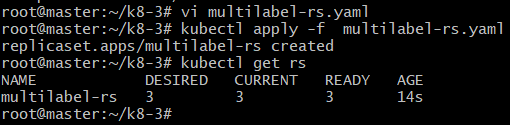 root@master:~/k8-3# vi multilabel-rs.yaml
root@master:~/k8-3# kubectl apply -f  multilabel-rs.yaml
replicaset.apps/multilabel-rs created
root@master:~/k8-3# kubectl get rs
NAME            DESIRED   CURRENT   READY   AGE
multilabel-rs   3         3         3       14s
root@master:~/k8-3#